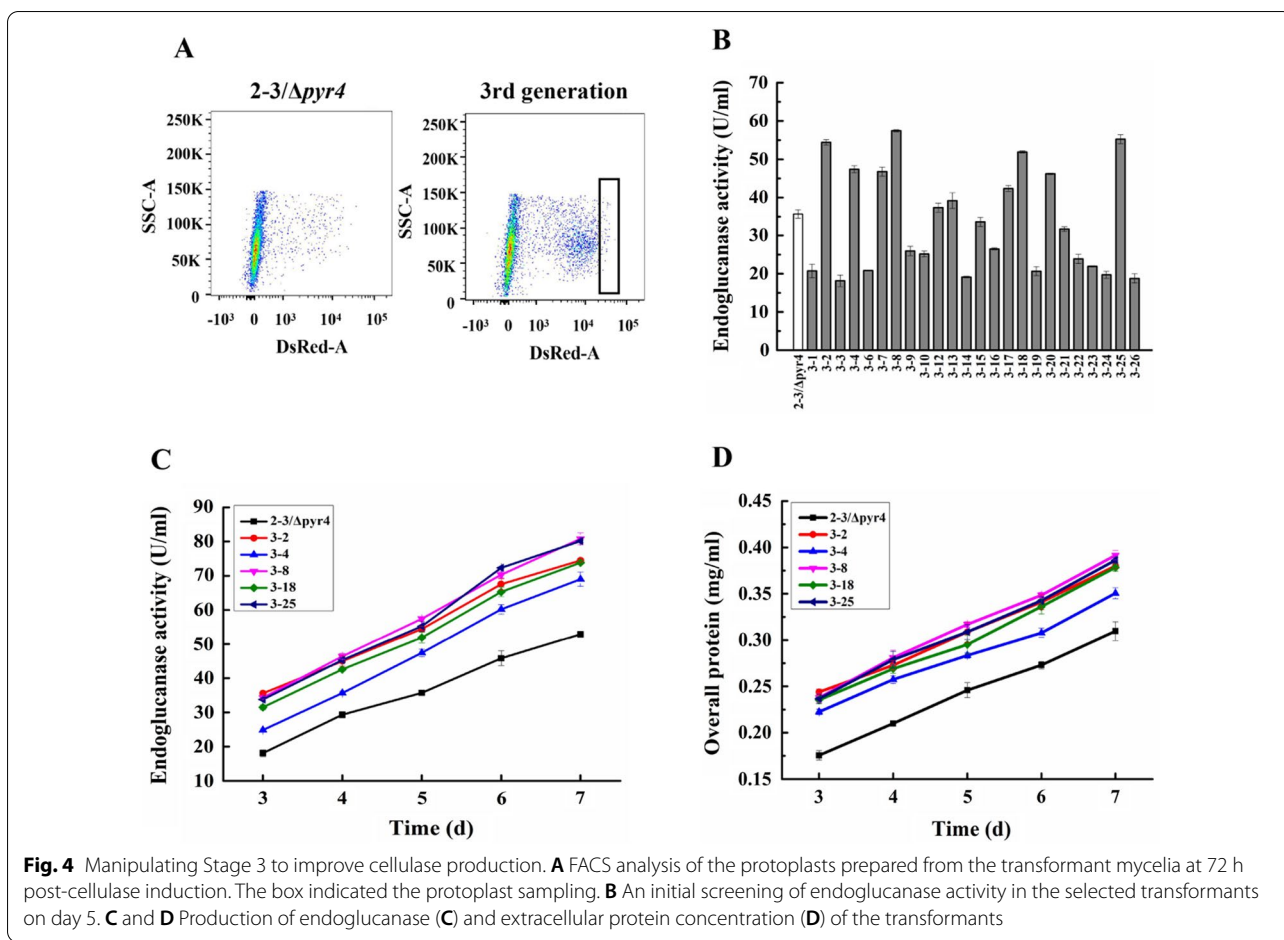 A
2-3/Δpyr4
3rd generation
250K
200K
150K
100K
50K
0
SSC-A
-10³ 0 10³ 10⁴ 10⁵
DsRed-A
250K
200K
150K
100K
50K
0
SSC-A
-10³ 0 10³ 10⁴ 10⁵
DsRed-A
B
Endoglucanase activity (U/ml)
70
60
50
40
30
20
10
0
2-3/Δpyr4
3-1
3-2
3-3
3-4
3-6
3-7
3-8
3-9
3-10
3-12
3-13
3-14
3-15
3-16
3-17
3-18
3-19
3-20
3-21
3-22
3-23
3-24
3-25
3-26
C
Endoglucanase activity (U/ml)
90
80
70
60
50
40
30
20
10
2-3/Δpyr4
3-2
3-4
3-8
3-18
3-25
3 4 5 6 7
Time (d)
D
Overall protein (mg/ml)
0.45
0.40
0.35
0.30
0.25
0.20
0.15
2-3/Δpyr4
3-2
3-4
3-8
3-18
3-25
3 4 5 6 7
Time (d)
Fig. 4 Manipulating Stage 3 to improve cellulase production. A FACS analysis of the protoplasts prepared from the transformant mycelia at 72 h
post-cellulase induction. The box indicated the protoplast sampling. B An initial screening of endoglucanase activity in the selected transformants
on day 5. C and D Production of endoglucanase (C) and extracellular protein concentration (D) of the transformants